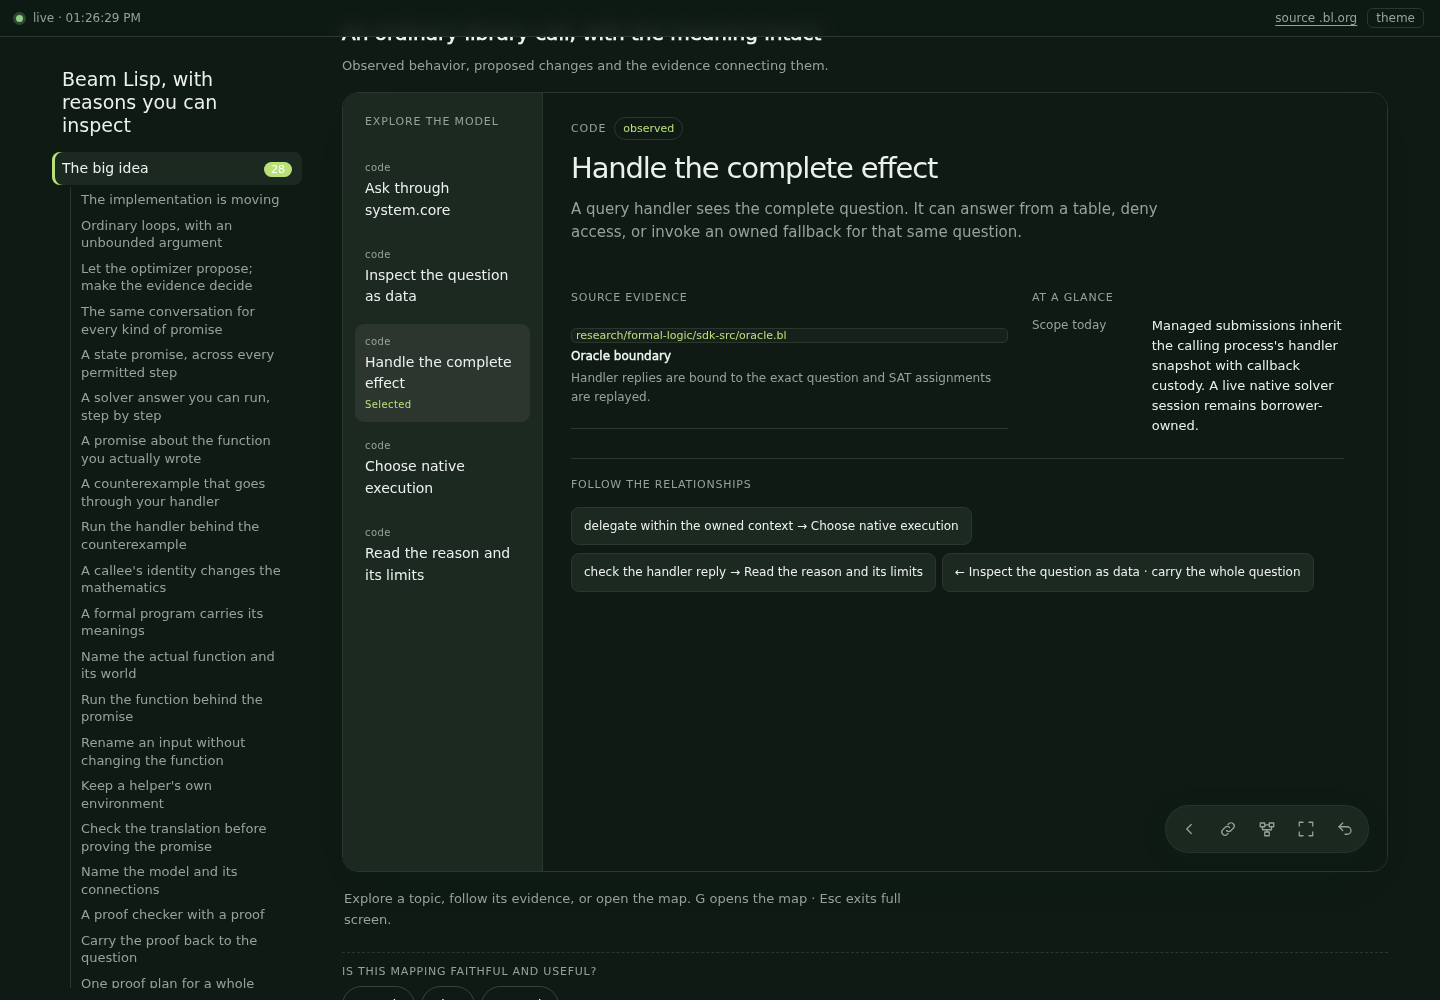 live · 01:26:29 PM
source .bl.org
theme
Beam Lisp, with
reasons you can
inspect
The big idea
28
The implementation is moving
Ordinary loops, with an
unbounded argument
Let the optimizer propose;
make the evidence decide
The same conversation for
every kind of promise
A state promise, across every
permitted step
A solver answer you can run,
step by step
A promise about the function
you actually wrote
A counterexample that goes
through your handler
Run the handler behind the
counterexample
A callee's identity changes the
mathematics
A formal program carries its
meanings
Name the actual function and
its world
Run the function behind the
promise
Rename an input without
changing the function
Keep a helper's own
environment
Check the translation before
proving the promise
Name the model and its
connections
A proof checker with a proof
Carry the proof back to the
question
One proof plan for a whole
An ordinary library call, with the meaning intact
Observed behavior, proposed changes and the evidence connecting them.
EXPLORE THE MODEL
code
Ask through
system.core
code
Inspect the question
as data
code
Handle the complete
effect
Selected
code
Choose native
execution
code
Read the reason and
its limits
CODE
observed
Handle the complete effect
A query handler sees the complete question. It can answer from a table, deny
access, or invoke an owned fallback for that same question.
SOURCE EVIDENCE
research/formal-logic/sdk-src/oracle.bl
Oracle boundary
Handler replies are bound to the exact question and SAT assignments
are replayed.
AT A GLANCE
Scope today
Managed submissions inherit
the calling process's handler
snapshot with callback
custody. A live native solver
session remains borrower-
owned.
FOLLOW THE RELATIONSHIPS
delegate within the owned context → Choose native execution
check the handler reply → Read the reason and its limits
← Inspect the question as data · carry the whole question
Explore a topic, follow its evidence, or open the map. G opens the map · Esc exits full
screen.
IS THIS MAPPING FAITHFUL AND USEFUL?